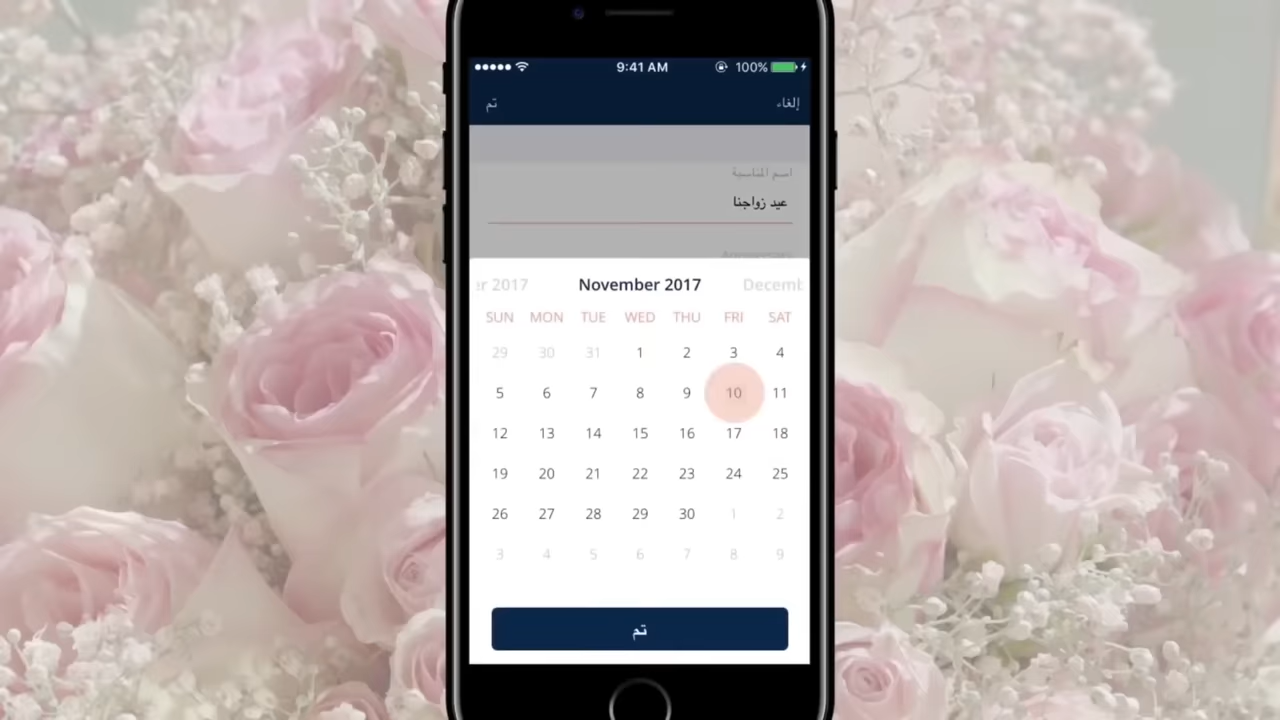 9:41 AM 100%
إلغاء تم
اسم المناسبة
عيد زواجنا
2017 November 2017
SUN MON TUE WED THU FRI SAT
29 30 31 1 2 3 4
5 6 7 8 9 10 11
12 13 14 15 16 17 18
19 20 21 22 23 24 25
26 27 28 29 30 1 2
3 4 5 6 7 8 9
تم